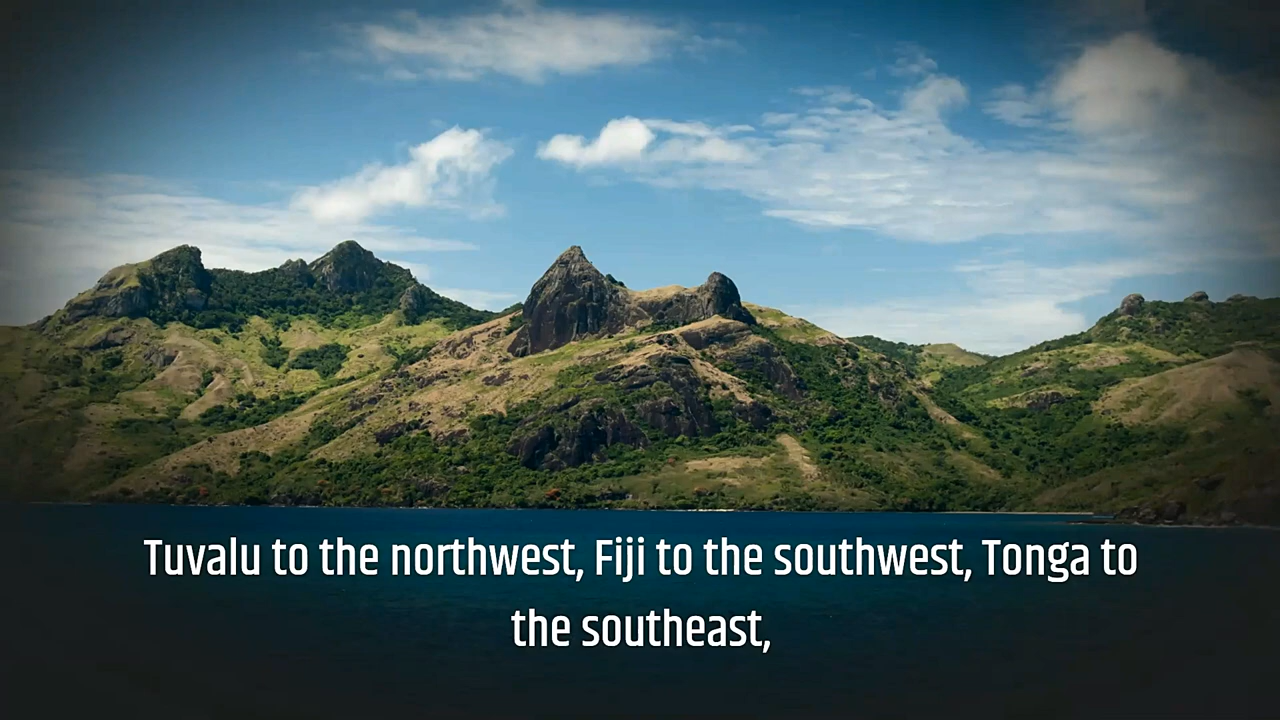 Tuvalu to the northwest, Fiji to the southwest, Tonga to
the southeast,